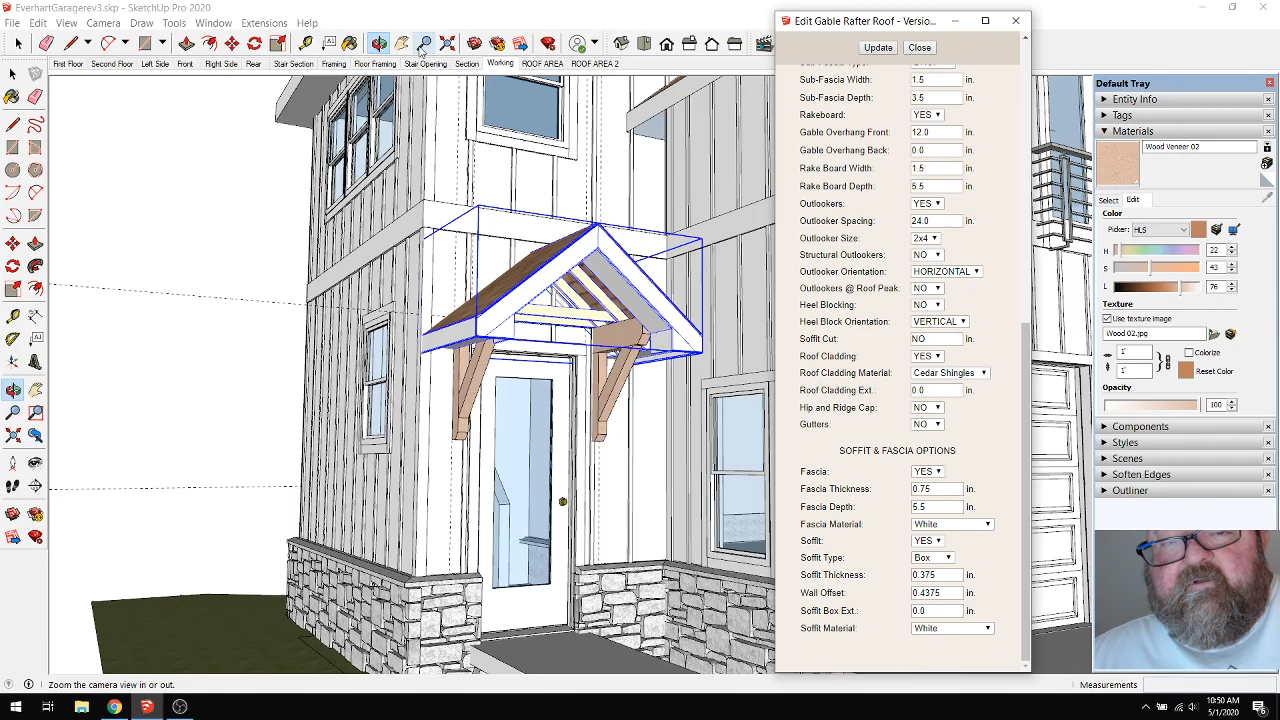 EverhartGaragerev3.skp - SketchUp Pro 2020
File Edit View Camera Draw Tools Window Extensions Help
First Floor Second Floor Left Side Front Right Side Rear Stair Section Framing Floor Framing Stair Opening Section Working ROOF AREA ROOF AREA 2
Edit Gable Rafter Roof - Versio...
Update Close
Sub-Fascia Width: 1.5 in.
Sub-Fascia Depth: 3.5 in.
Rakeboard: YES
Gable Overhang Front: 12.0 in.
Gable Overhang Back: 0.0 in.
Rake Board Width: 1.5 in.
Rake Board Depth: 5.5 in.
Outlookers: YES
Outlooker Spacing: 24.0 in.
Outlooker Size: 2x4
Structural Outlookers: NO
Outlooker Orientation: HORIZONTAL
Outlookers @ Roof Peak: NO
Heel Blocking: NO
Heel Block Orientation: VERTICAL
Soffit Cut: NO
Roof Cladding: YES
Roof Cladding Material: Cedar Shingles
Roof Cladding Ext.: 0.0 in.
Hip and Ridge Cap: NO
Gutters: NO
SOFFIT & FASCIA OPTIONS
Fascia: YES
Fascia Thickness: 0.75 in.
Fascia Depth: 5.5 in.
Fascia Material: White
Soffit: YES
Soffit Type: Box
Soffit Thickness: 0.375 in.
Wall Offset: 0.4375 in.
Soffit Box Ext.: 0.0 in.
Soffit Material: White
Default Tray
Entity Info
Tags
Materials
Wood Veneer 02
Select Edit
Color
Picker: HLS
H 22
S 43
L 76
Texture
Use texture image
Wood 02.jpg
1'
Colorize
1'
Reset Color
Opacity
100
Components
Styles
Scenes
Soften Edges
Outliner
Zoom the camera view in or out.
Measurements
10:50 AM
5/1/2020